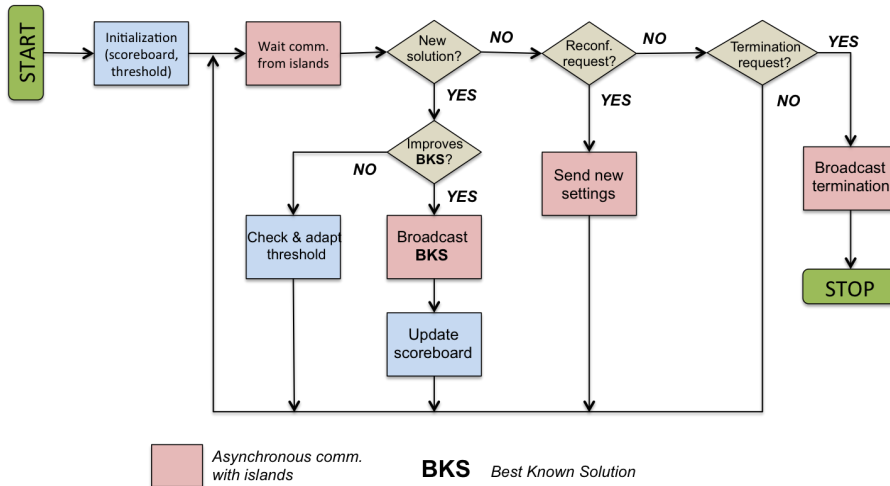 START
Initialization
(scoreboard,
threshold)
Wait comm.
from islands
New
solution?
NO
Reconf.
request?
NO
Termination
request?
YES
YES
YES
NO
Improves
BKS?
NO
YES
Send new
settings
Broadcast
termination
Check & adapt
threshold
Broadcast
BKS
STOP
Update
scoreboard
Asynchronous comm.
with islands
BKS Best Known Solution